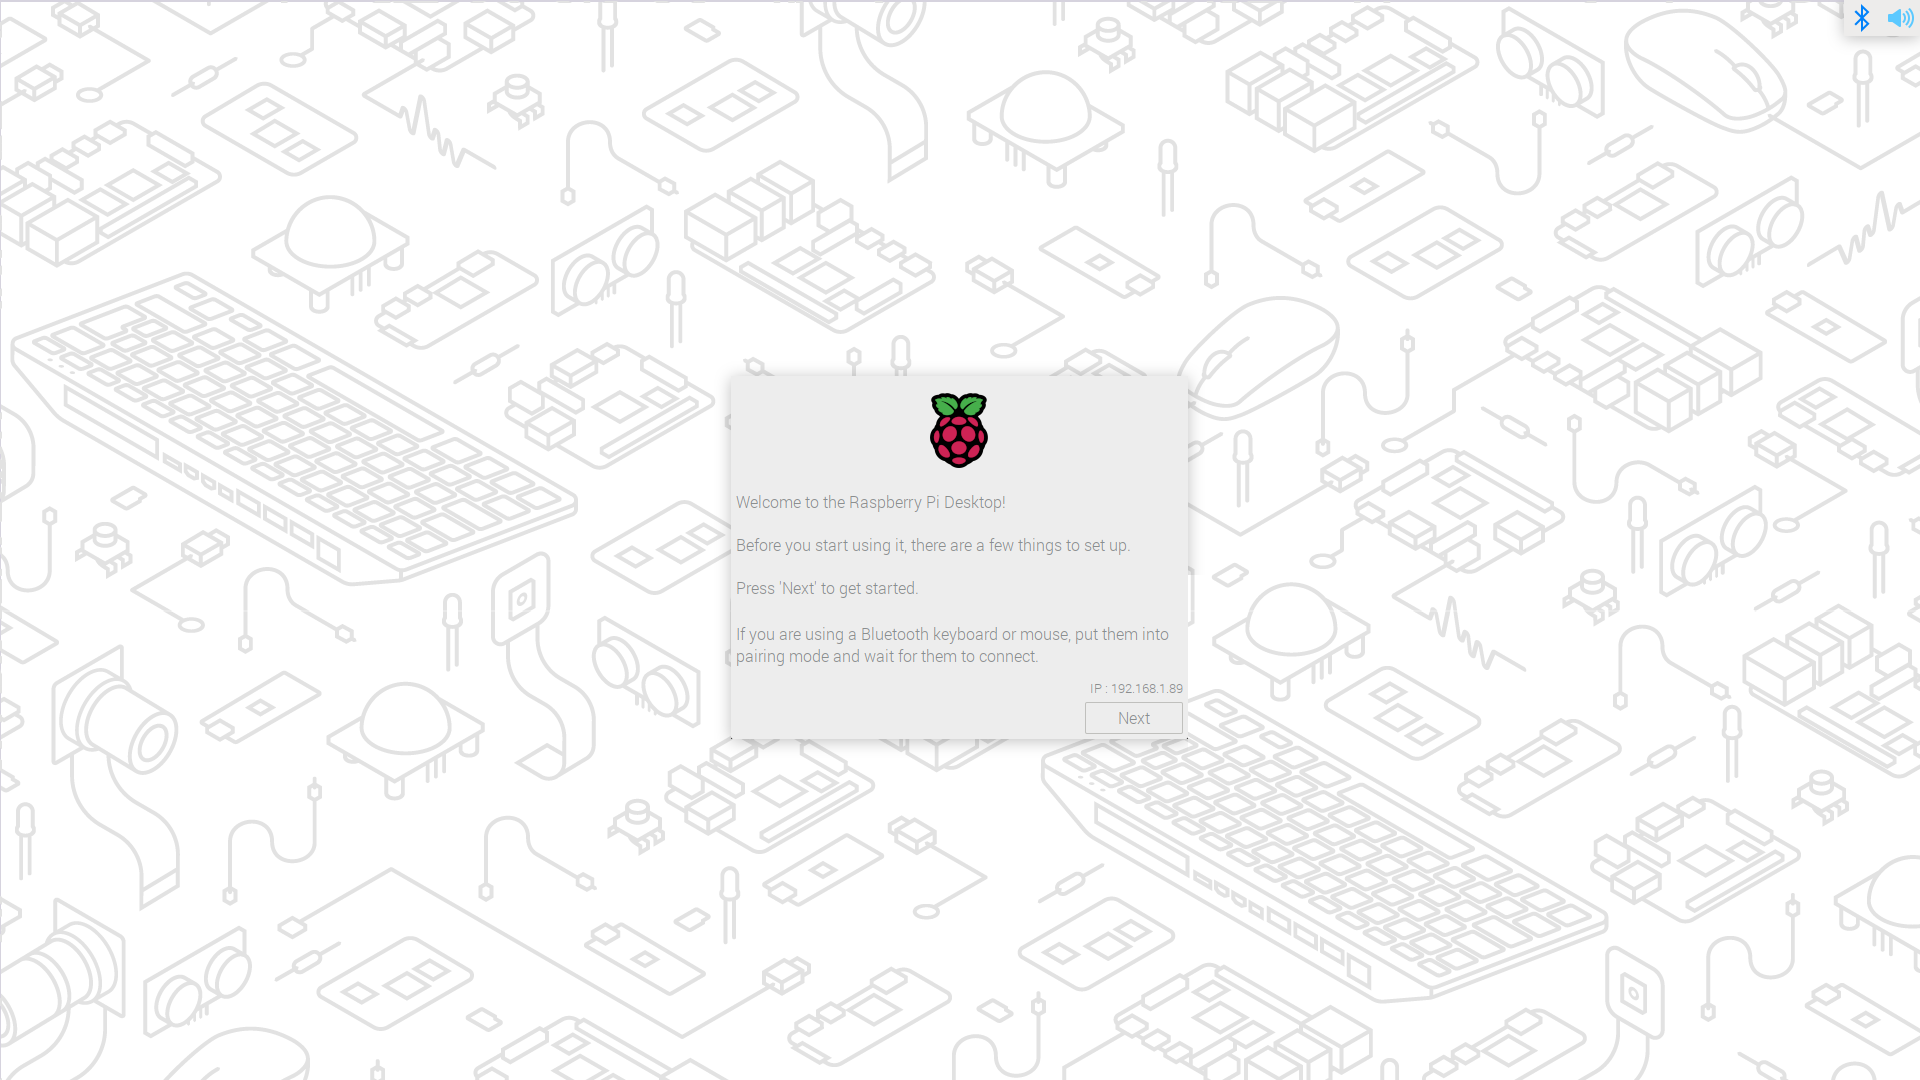 Welcome to the Raspberry Pi Desktop!
Before you start using it, there are a few things to set up.
Press 'Next' to get started.
If you are using a Bluetooth keyboard or mouse, put them into
pairing mode and wait for them to connect.
IP : 192.168.1.89
Next